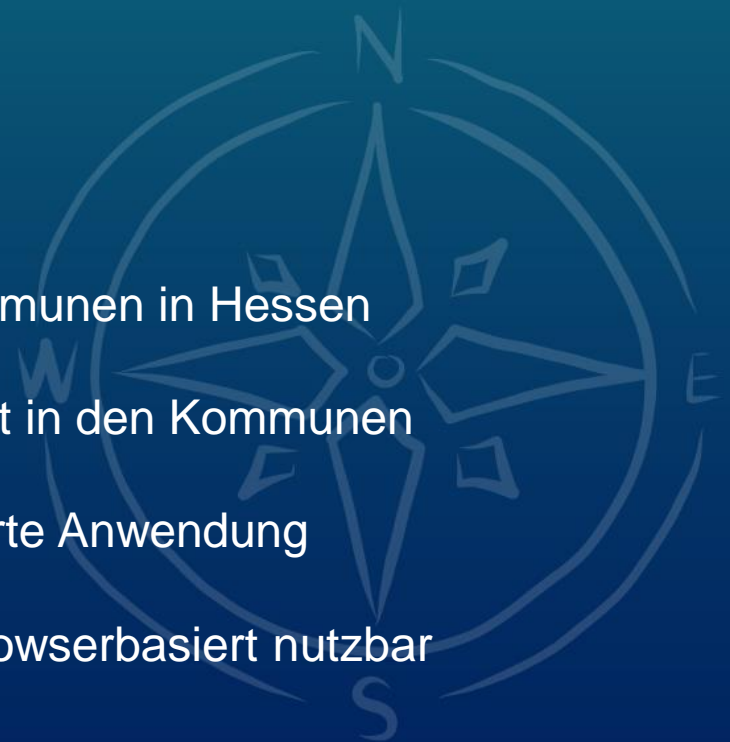 N
munen in Hessen
W
E
t in den Kommunen
rte Anwendung
owserbasiert nutzbar
S